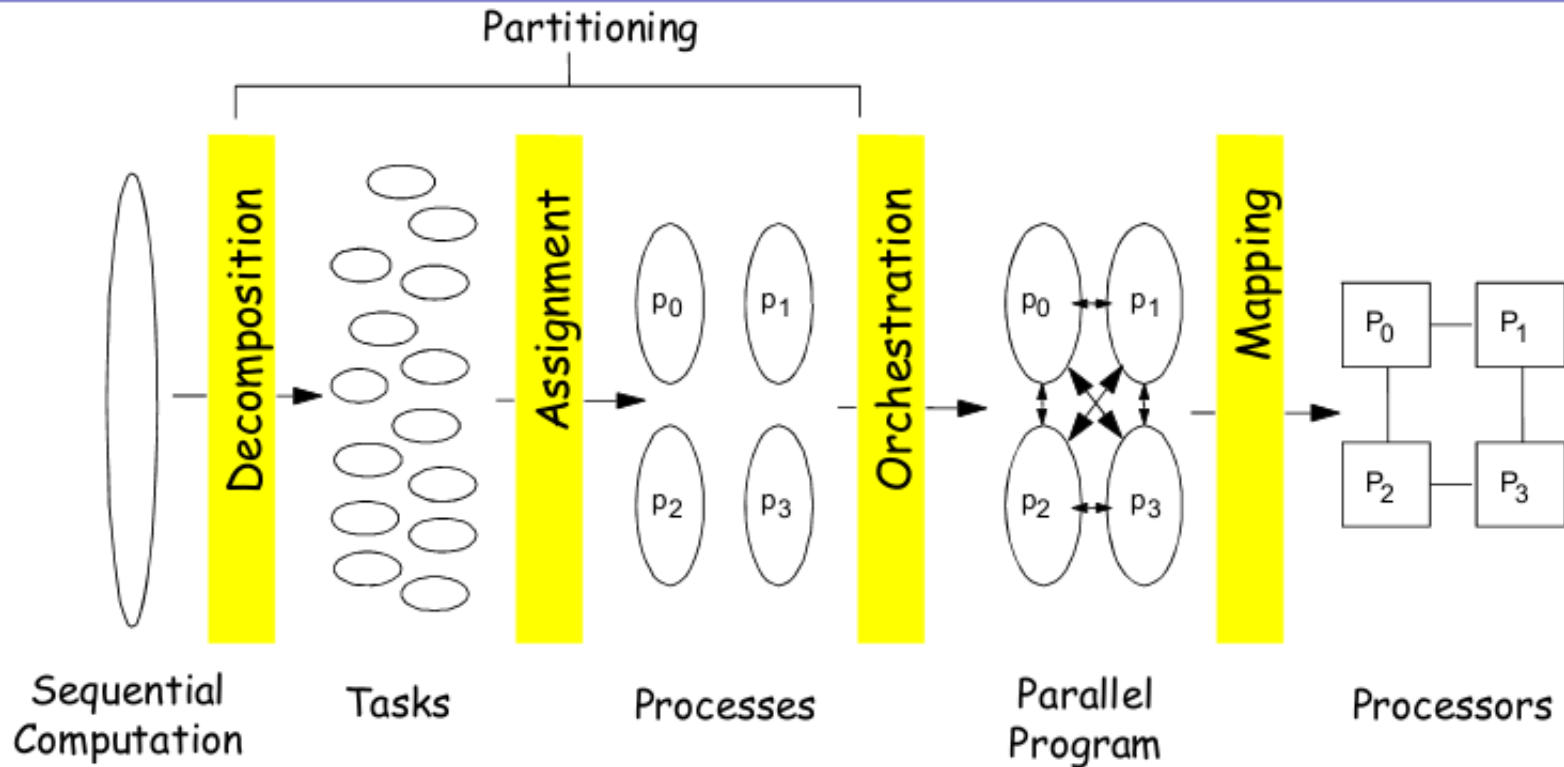 Partitioning
Decomposition
Assignment
Orchestration
Mapping
p0 p1
p2 p3
p0 p1
p2 p3
P0 P1
P2 P3
Sequential
Computation
Tasks
Processes
Parallel
Program
Processors